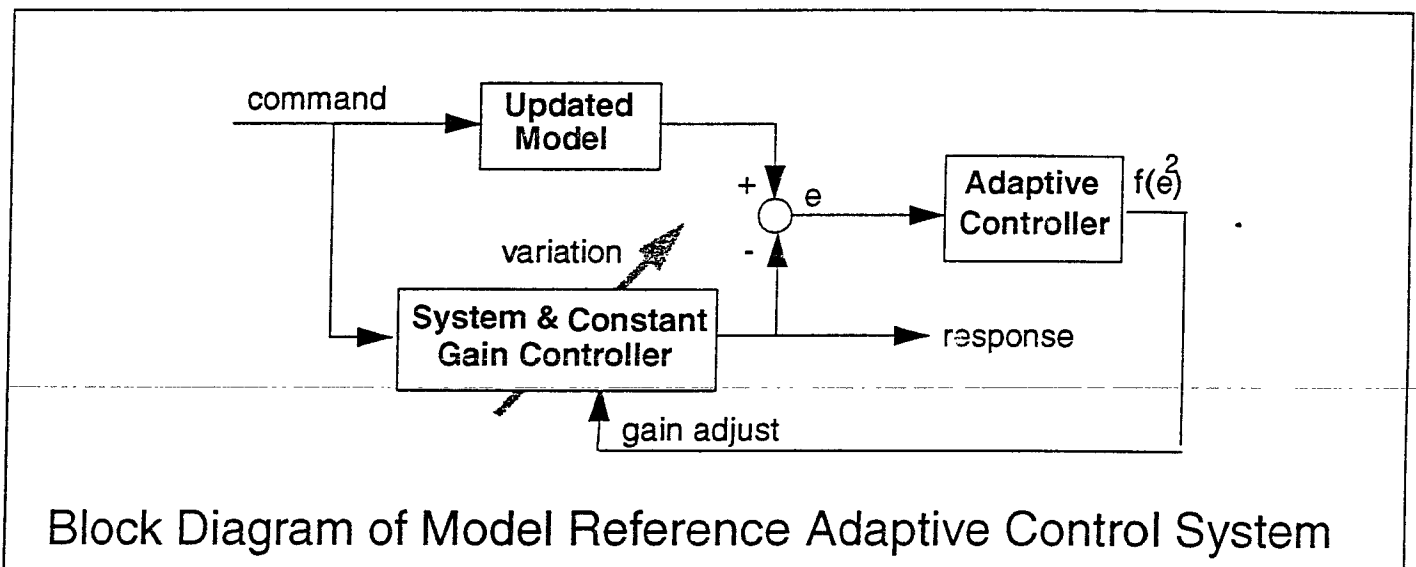 command
Updated
Model
+
e
-
Adaptive
Controller
f(e²)
variation
System & Constant
Gain Controller
response
gain adjust
Block Diagram of Model Reference Adaptive Control System